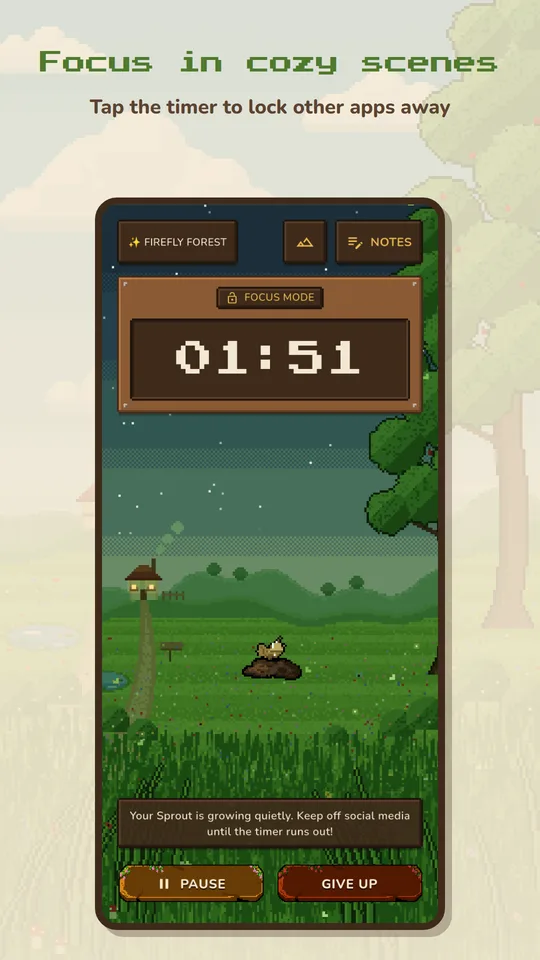 Focus in cozy scenes
Tap the timer to lock other apps away
FIREFLY FOREST
NOTES
FOCUS MODE
01:51
Your Sprout is growing quietly. Keep off social media
until the timer runs out!
PAUSE
GIVE UP